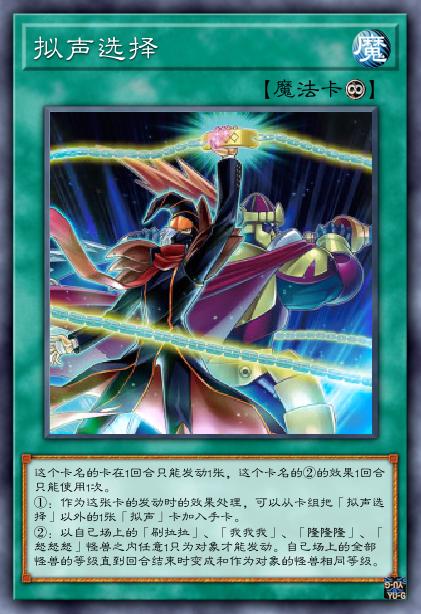 拟声选择
魔
【魔法卡】
这个卡名的卡在1回合只能发动1张，这个卡名的②的效果1回合
只能使用1次。
①：作为这张卡的发动时的效果处理，可以从卡组把「拟声选
择」以外的1张「拟声」卡加入手卡。
②：以自己场上的「刷拉拉」、「我我我」、「隆隆隆」、「
怒怒怒」怪兽之内任意1只为对象才能发动。自己场上的全部
怪兽的等级直到回合结束时变成和作为对象的怪兽相同等级。